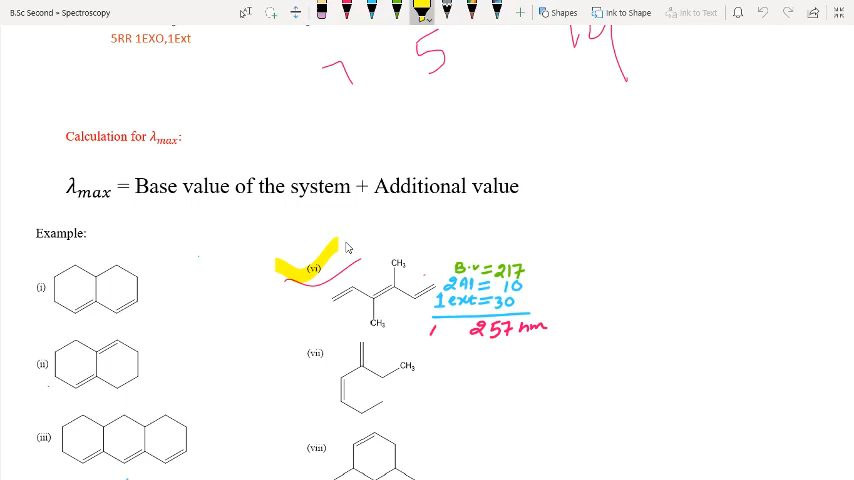 B.Sc Second » Spectroscopy
Shapes
Ink to Shape
Ink to Text
5RR 1EXO,1Ext
5
Calculation for λmax:
λmax = Base value of the system + Additional value
Example:
(i)
(vi)
CH3
CH3
B.v = 217
2Al = 10
1 ext = 30
257 nm
(ii)
(vii)
CH3
(iii)
(viii)